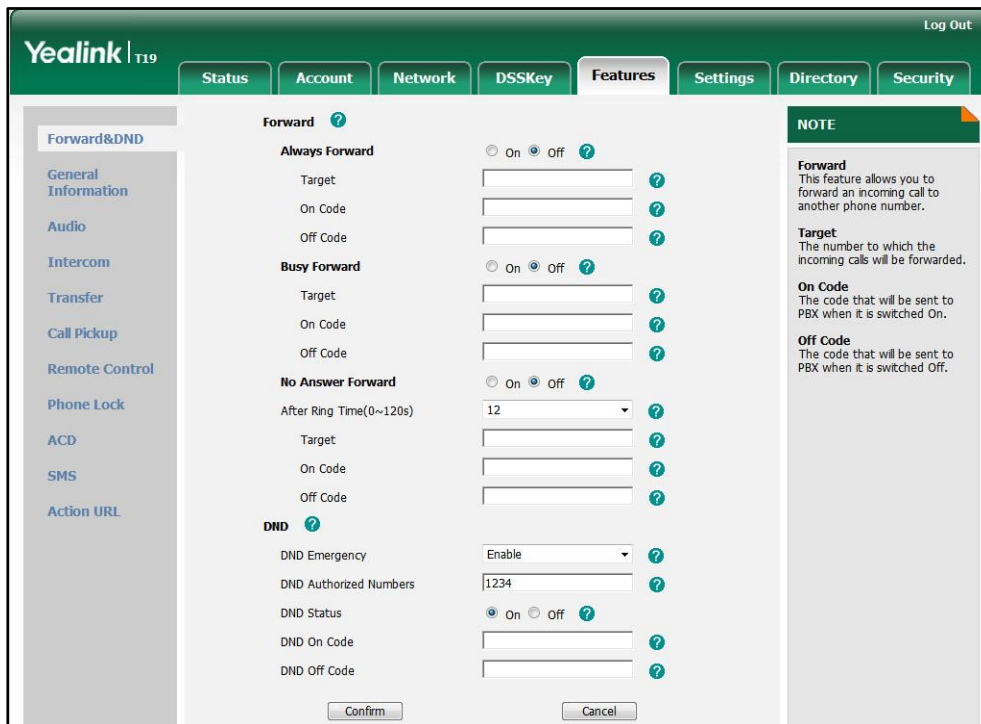 Log Out
Yealink T19
Status Account Network DSSKey Features Settings Directory Security
Forward&DND
General
Information
Audio
Intercom
Transfer
Call Pickup
Remote Control
Phone Lock
ACD
SMS
Action URL
Forward ?
Always Forward On Off ?
Target ?
On Code ?
Off Code ?
Busy Forward On Off ?
Target ?
On Code ?
Off Code ?
No Answer Forward On Off ?
After Ring Time(0~120s) 12 ?
Target ?
On Code ?
Off Code ?
DND ?
DND Emergency Enable ?
DND Authorized Numbers 1234 ?
DND Status On Off ?
DND On Code ?
DND Off Code ?
Confirm Cancel
NOTE
Forward
This feature allows you to
forward an incoming call to
another phone number.
Target
The number to which the
incoming calls will be forwarded.
On Code
The code that will be sent to
PBX when it is switched On.
Off Code
The code that will be sent to
PBX when it is switched Off.